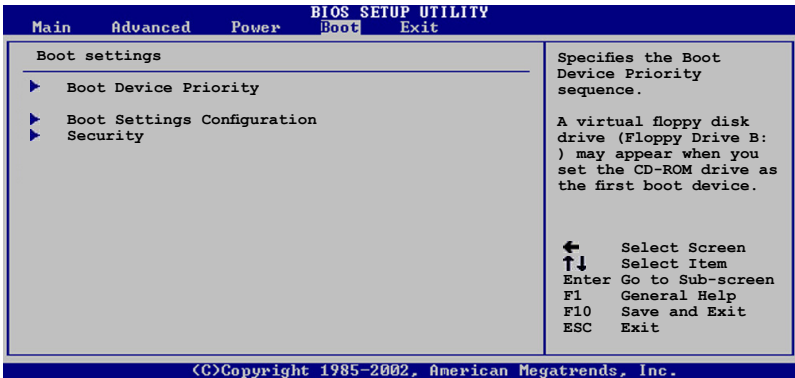 BIOS SETUP UTILITY
Main Advanced Power Boot Exit
Boot settings
Boot Device Priority
Boot Settings Configuration
Security
Specifies the Boot
Device Priority
sequence.
A virtual floppy disk
drive (Floppy Drive B:
) may appear when you
set the CD-ROM drive as
the first boot device.
← Select Screen
↑↓ Select Item
Enter Go to Sub-screen
F1 General Help
F10 Save and Exit
ESC Exit
(C)Copyright 1985-2002, American Megatrends, Inc.